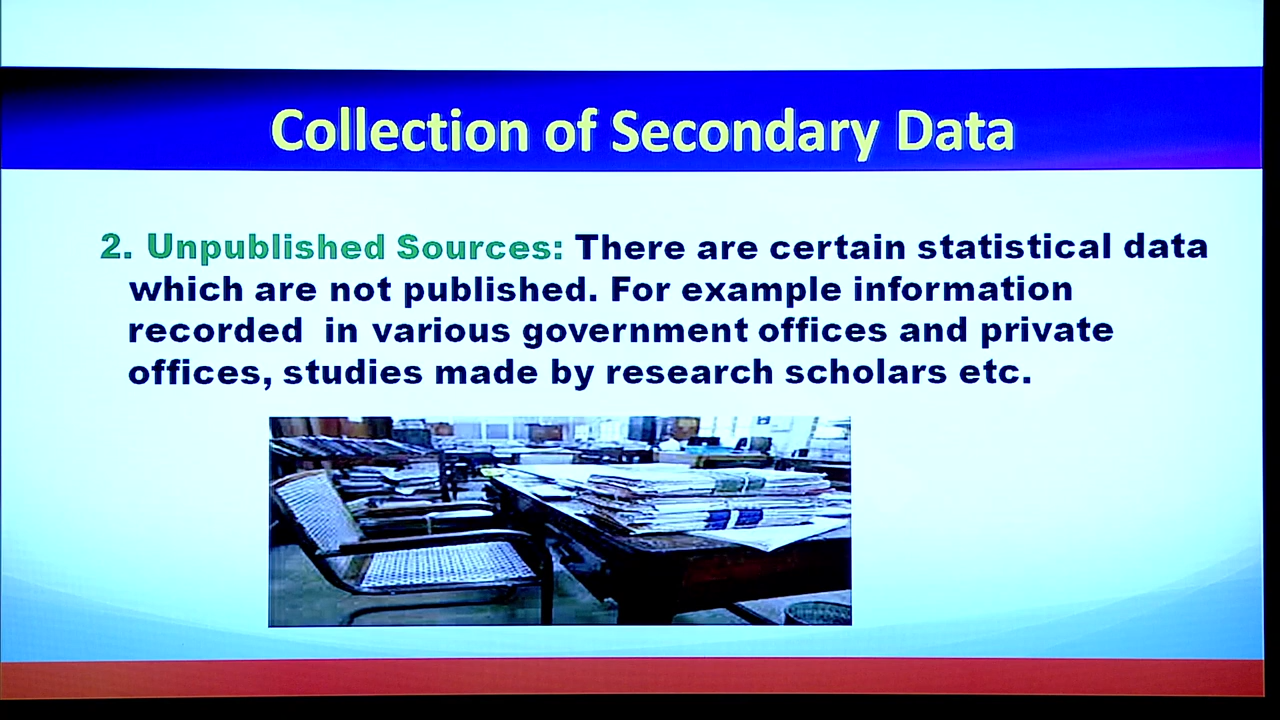 Collection of Secondary Data
2. Unpublished Sources: There are certain statistical data
which are not published. For example information
recorded in various government offices and private
offices, studies made by research scholars etc.